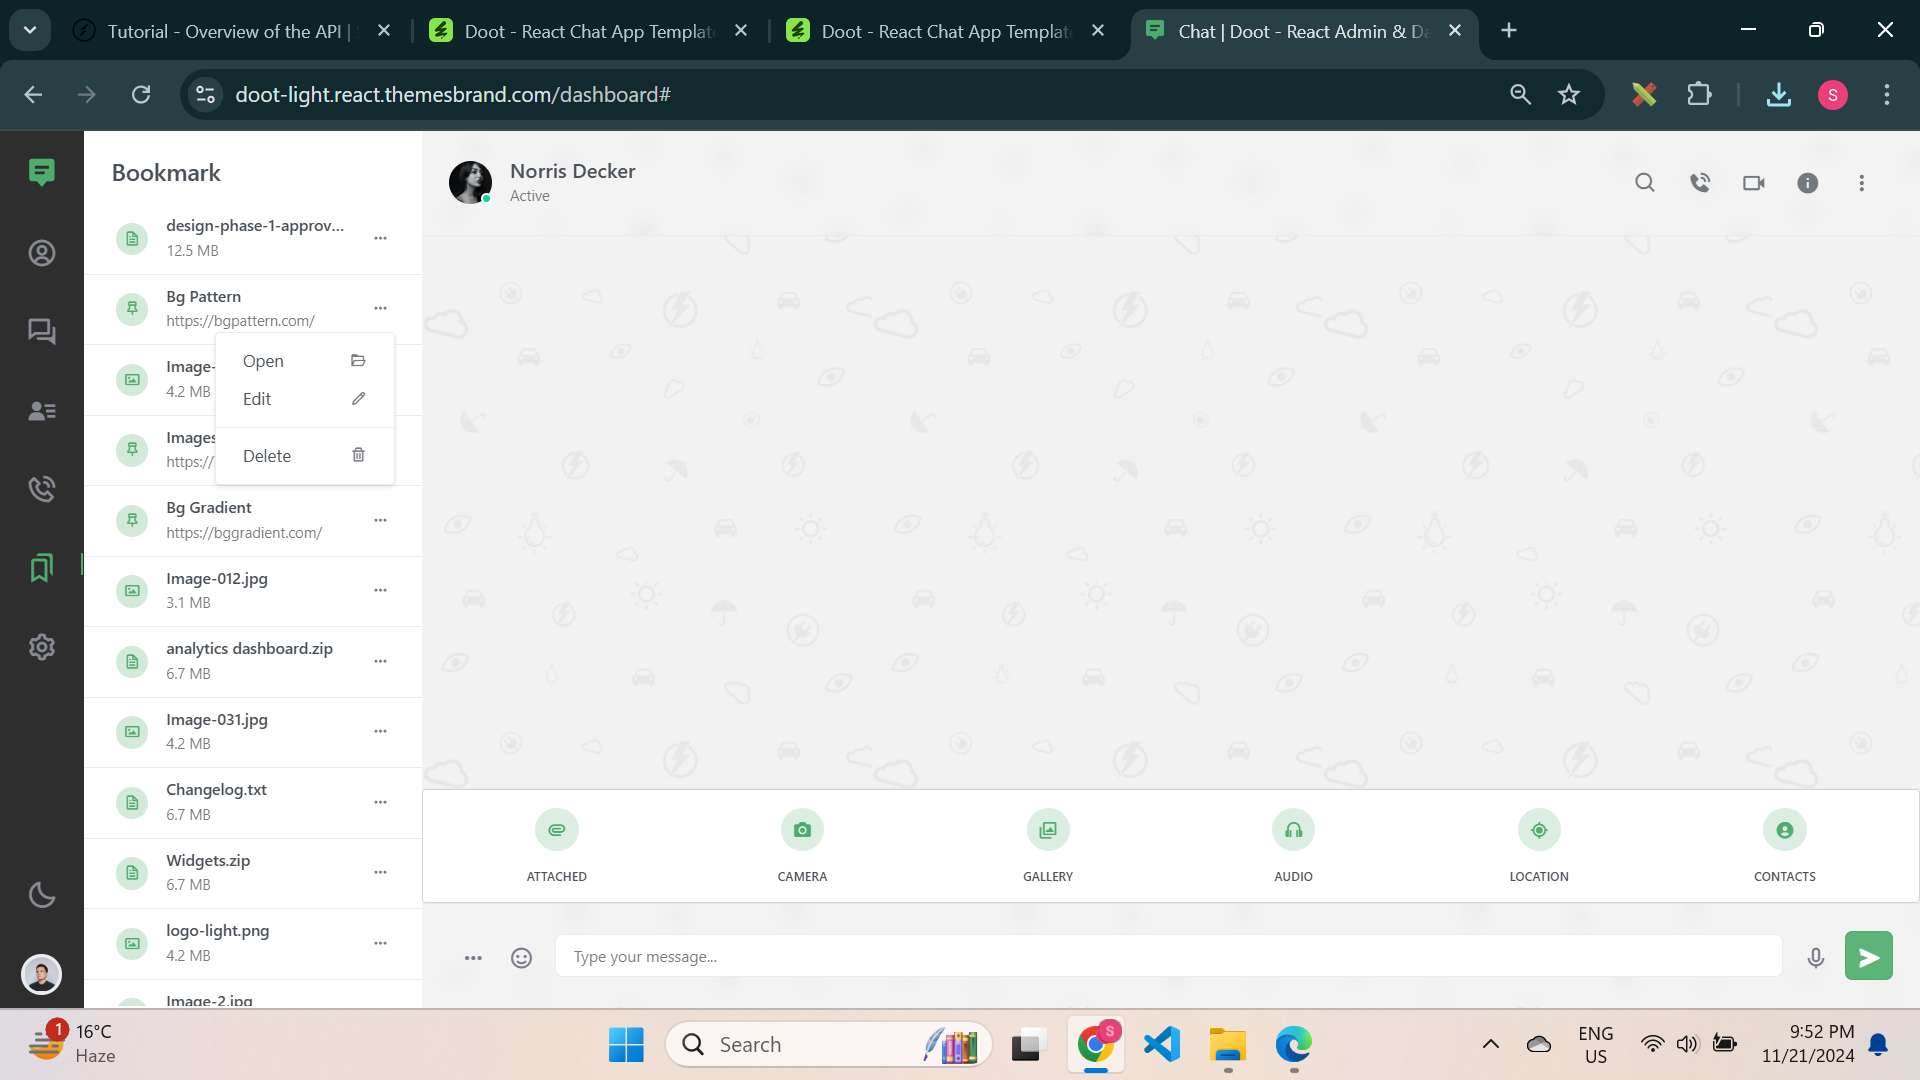 Tutorial - Overview of the API |
Doot - React Chat App Templat
Doot - React Chat App Templat
Chat | Doot - React Admin & Da
doot-light.react.themesbrand.com/dashboard#
S
Bookmark
design-phase-1-approv...
12.5 MB
Bg Pattern
https://bgpattern.com/
Image-
4.2 MB
Images
https:/
Open
Edit
Delete
Bg Gradient
https://bggradient.com/
Image-012.jpg
3.1 MB
analytics dashboard.zip
6.7 MB
Image-031.jpg
4.2 MB
Changelog.txt
6.7 MB
Widgets.zip
6.7 MB
logo-light.png
4.2 MB
Image-2.jpg
Norris Decker
Active
ATTACHED
CAMERA
GALLERY
AUDIO
LOCATION
CONTACTS
Type your message...
1
16°C
Haze
Search
S
ENG
US
9:52 PM
11/21/2024